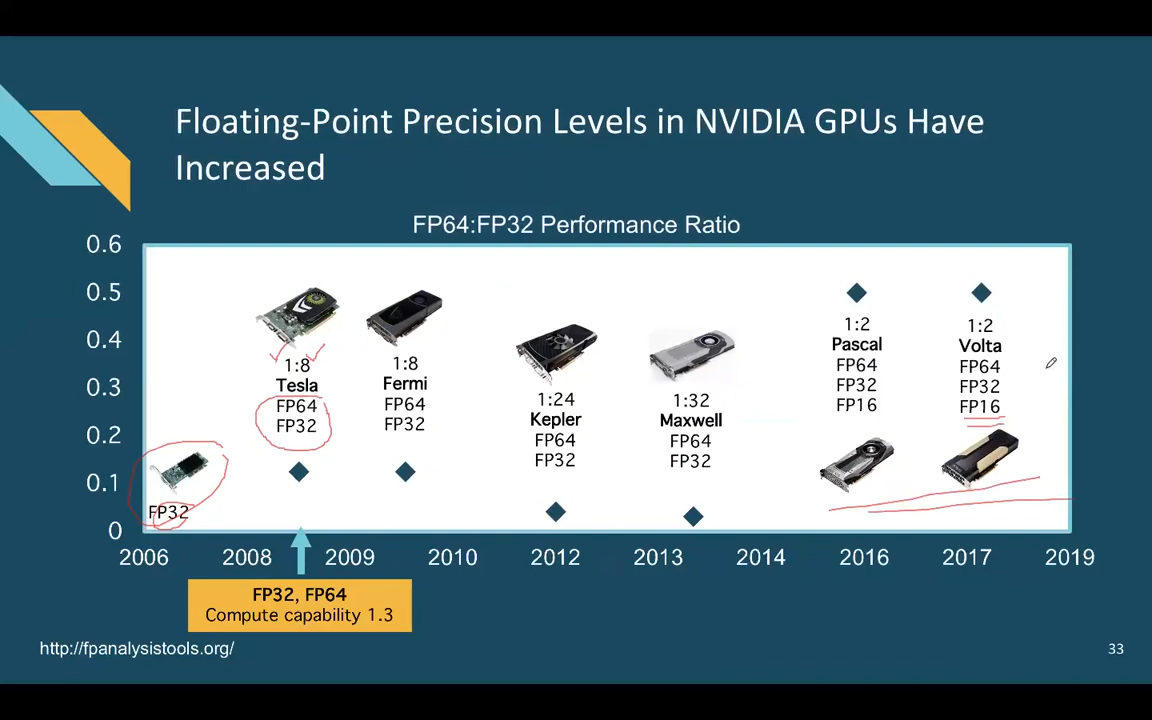 Floating-Point Precision Levels in NVIDIA GPUs Have
Increased
FP64:FP32 Performance Ratio
0.6
0.5
0.4
0.3
0.2
0.1
0
FP32
1:8
Tesla
FP64
FP32
1:8
Fermi
FP64
FP32
1:24
Kepler
FP64
FP32
1:32
Maxwell
FP64
FP32
1:2
Pascal
FP64
FP32
FP16
1:2
Volta
FP64
FP32
FP16
2006 2008 2009 2010 2012 2013 2014 2016 2017 2019
FP32, FP64
Compute capability 1.3
http://fpanalysistools.org/
33